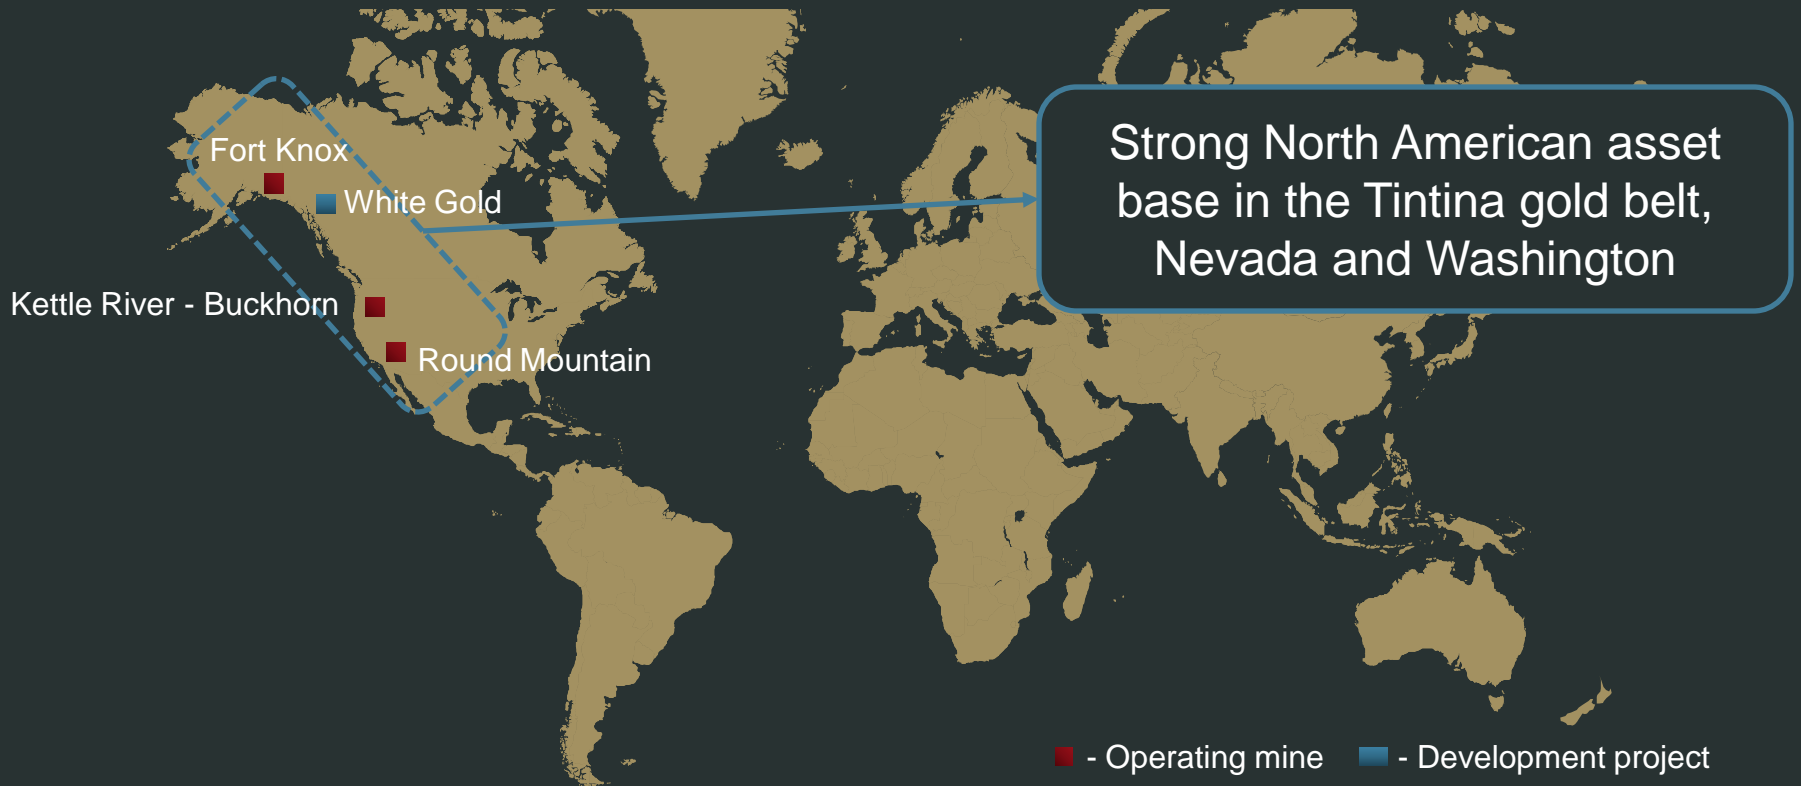 Strong North American asset
base in the Tintina gold belt,
Nevada and Washington
Fort Knox
White Gold
Kettle River - Buckhorn
Round Mountain
- Operating mine
- Development project